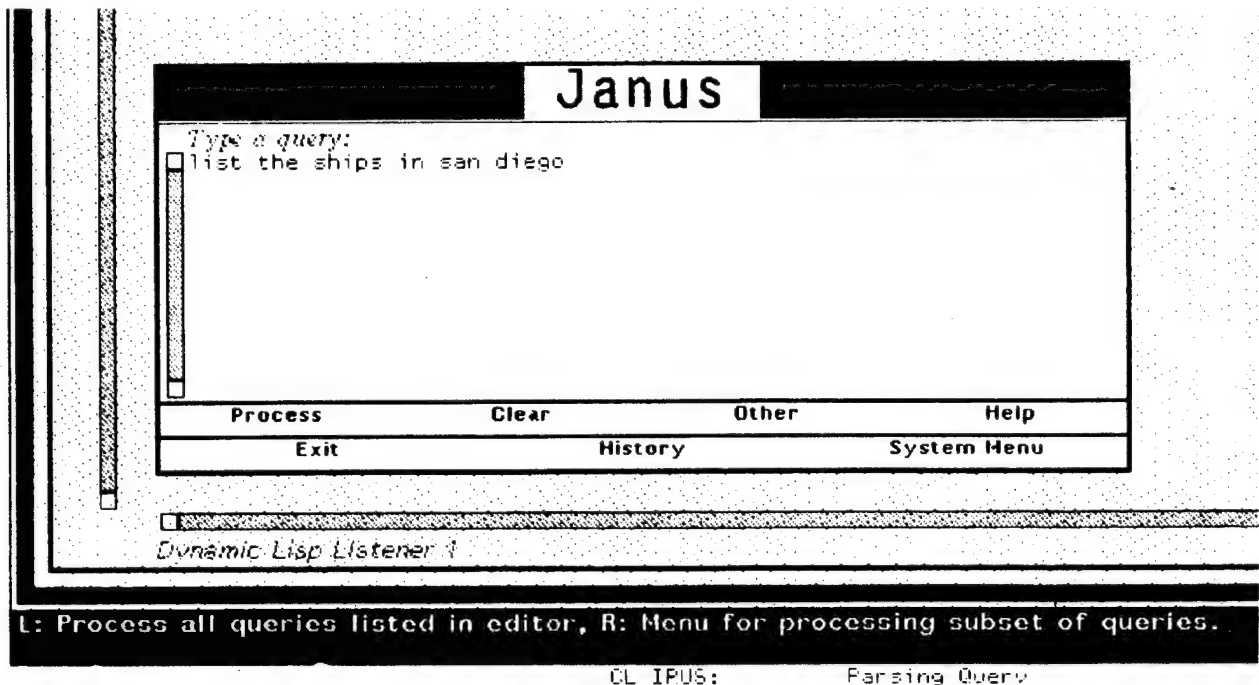 Janus
Type a query:
list the ships in san diego
Process Clear Other Help
Exit History System Menu
Dynamic Lisp Listener 1
L: Process all queries listed in editor, R: Menu for processing subset of queries.
CL IPUS: Parsing Query